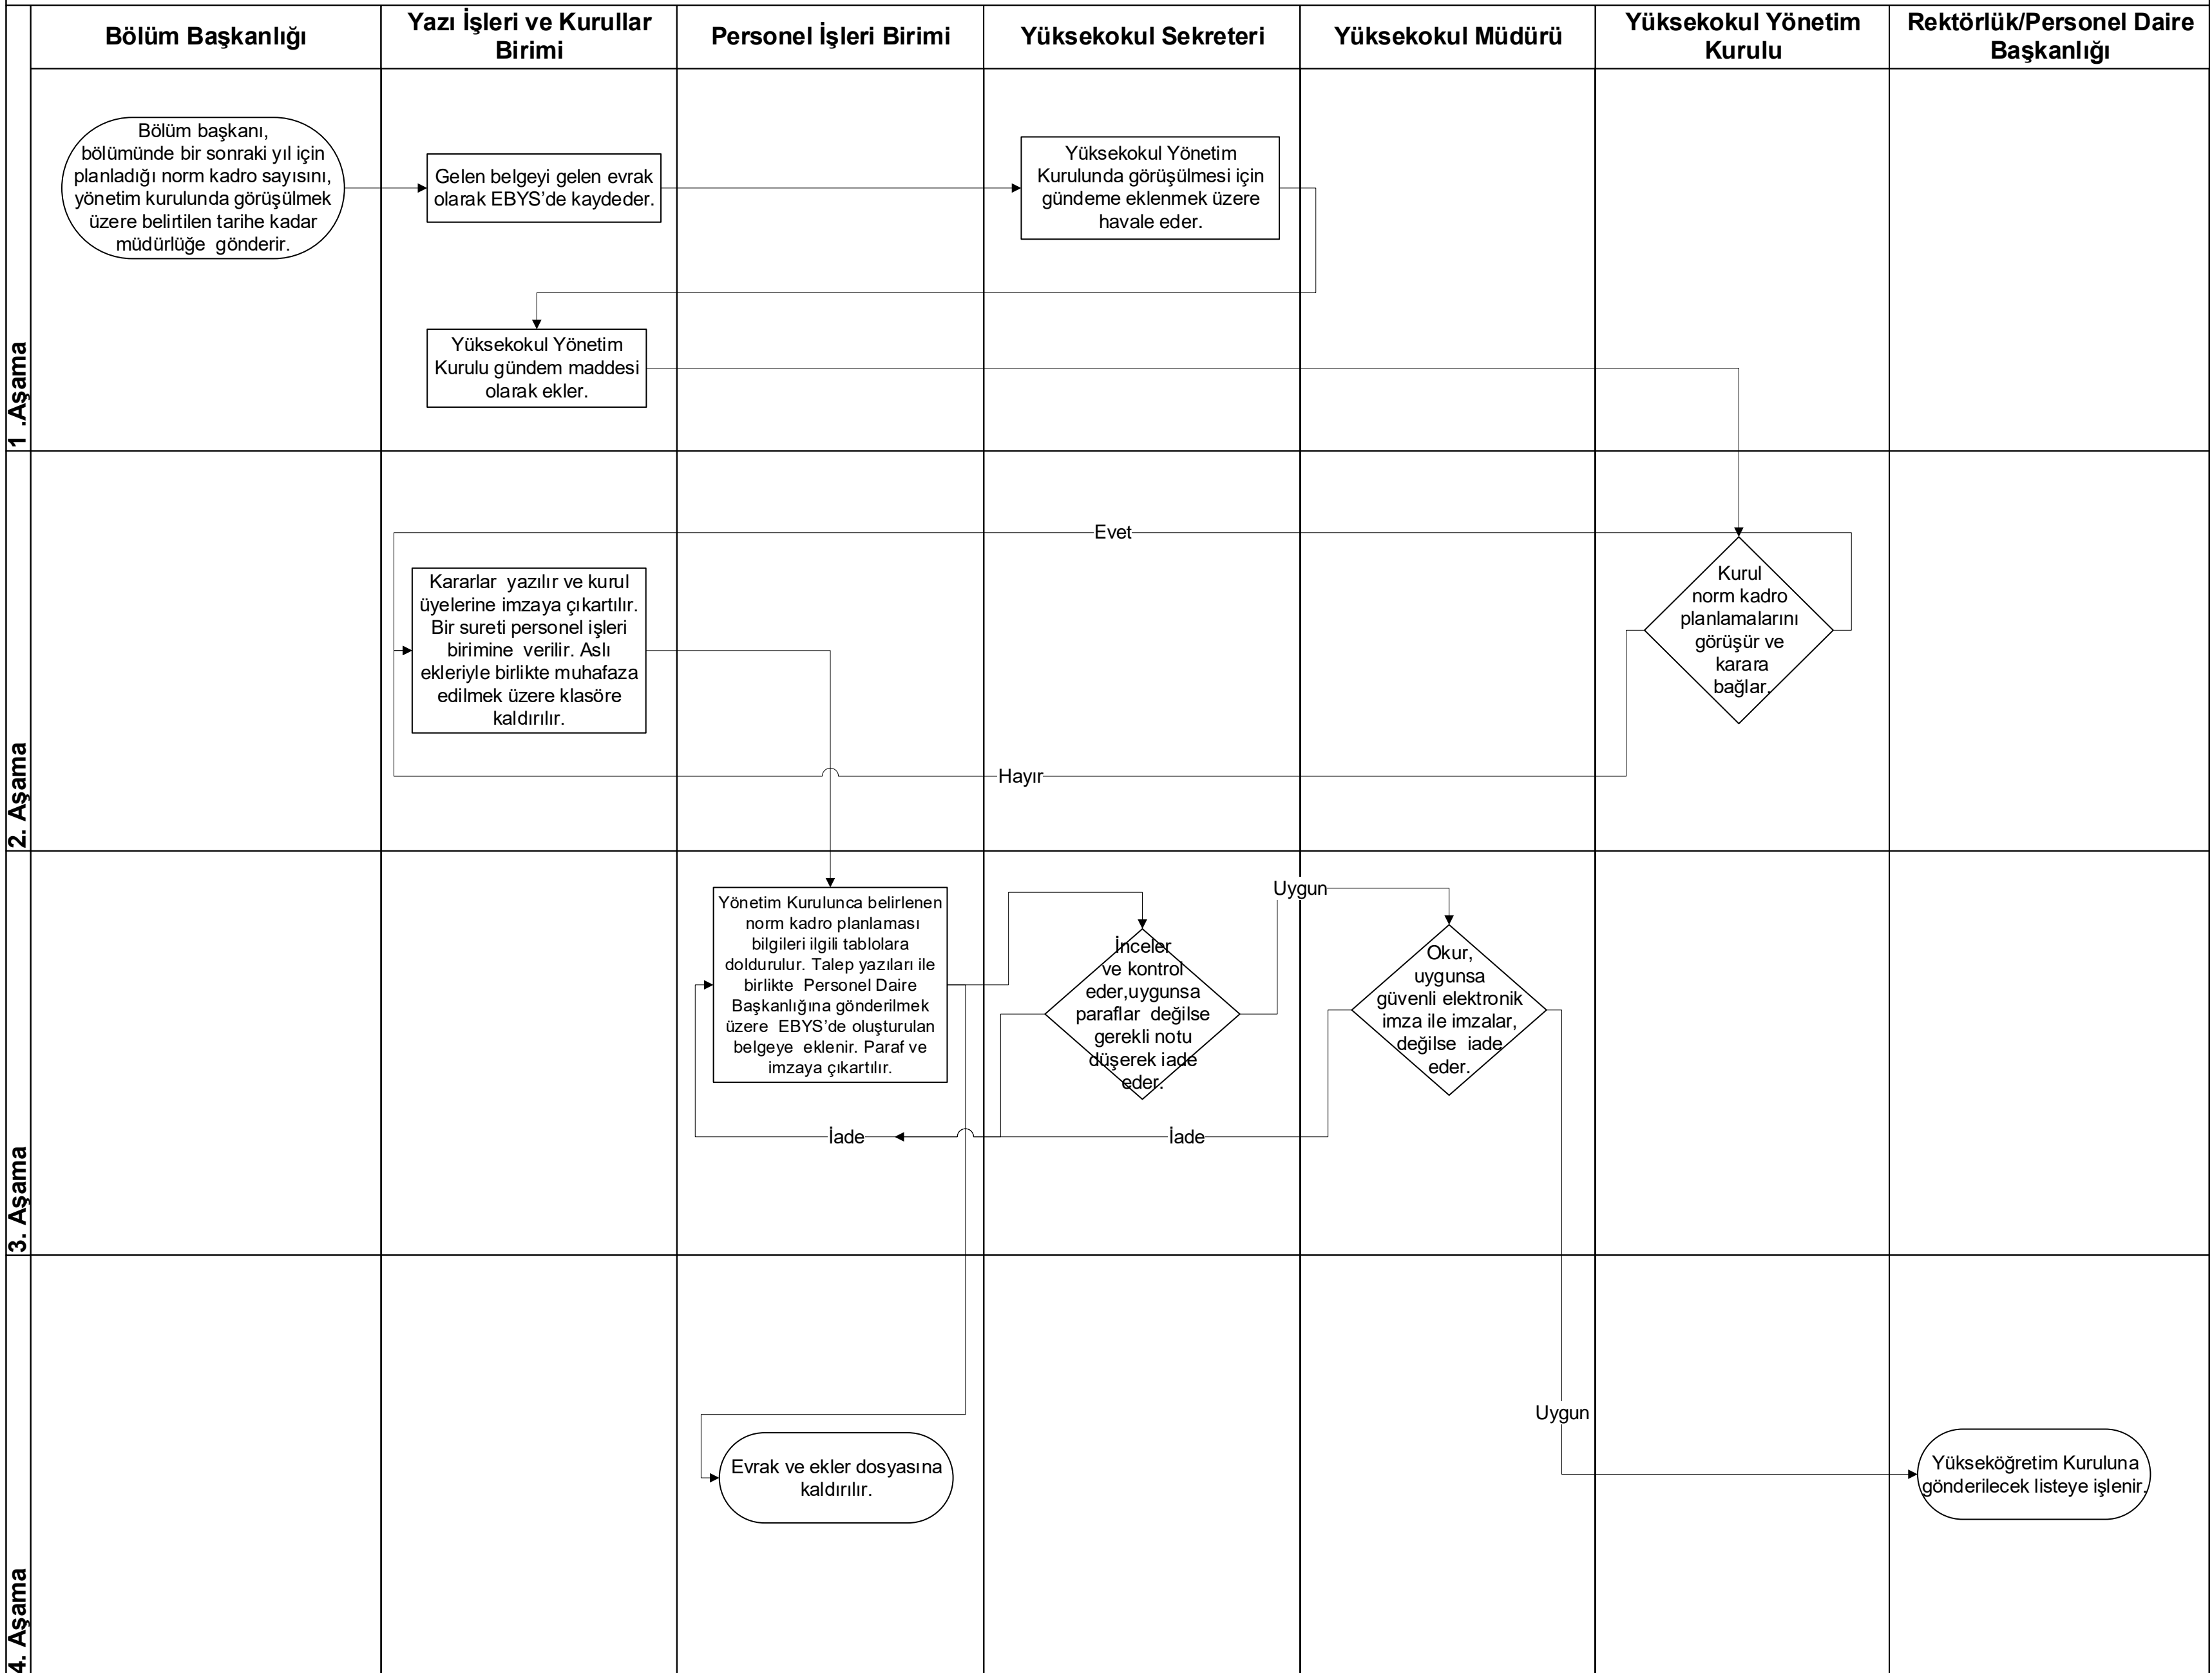 Bölüm Başkanlığı
Yazı İşleri ve Kurullar
Birimi
Personel İşleri Birimi
Yüksekokul Sekreteri
Yüksekokul Müdürü
Yüksekokul Yönetim
Kurulu
Rektörlük/Personel Daire
Başkanlığı
1 .Aşama
Bölüm başkanı,
bölümünde bir sonraki yıl için
planladığı norm kadro sayısını,
yönetim kurulunda görüşülmek
üzere belirtilen tarihe kadar
müdürlüğe  gönderir.
Gelen belgeyi gelen evrak
olarak EBYS’de kaydeder.
Yüksekokul Yönetim
Kurulunda görüşülmesi için
gündeme eklenmek üzere
havale eder.
Yüksekokul Yönetim
Kurulu gündem maddesi
olarak ekler.
2. Aşama
Evet
Kararlar  yazılır ve kurul
üyelerine imzaya çıkartılır.
Bir sureti personel işleri
birimine  verilir. Aslı
ekleriyle birlikte muhafaza
edilmek üzere klasöre
kaldırılır.
Kurul
norm kadro
planlamalarını
görüşür ve
karara
bağlar.
Hayır
3. Aşama
Yönetim Kurulunca belirlenen
norm kadro planlaması
bilgileri ilgili tablolara
doldurulur. Talep yazıları ile
birlikte  Personel Daire
Başkanlığına gönderilmek
üzere  EBYS’de oluşturulan
belgeye  eklenir. Paraf ve
imzaya çıkartılır.
İnceler
ve kontrol
eder,uygunsa
paraflar  değilse
gerekli notu
düşerek iade
eder.
Uygun
Okur,
uygunsa
güvenli elektronik
imza ile imzalar,
değilse  iade
eder.
İade
İade
4. Aşama
Uygun
Evrak ve ekler dosyasına
kaldırılır.
Yükseköğretim Kuruluna
gönderilecek listeye işlenir.